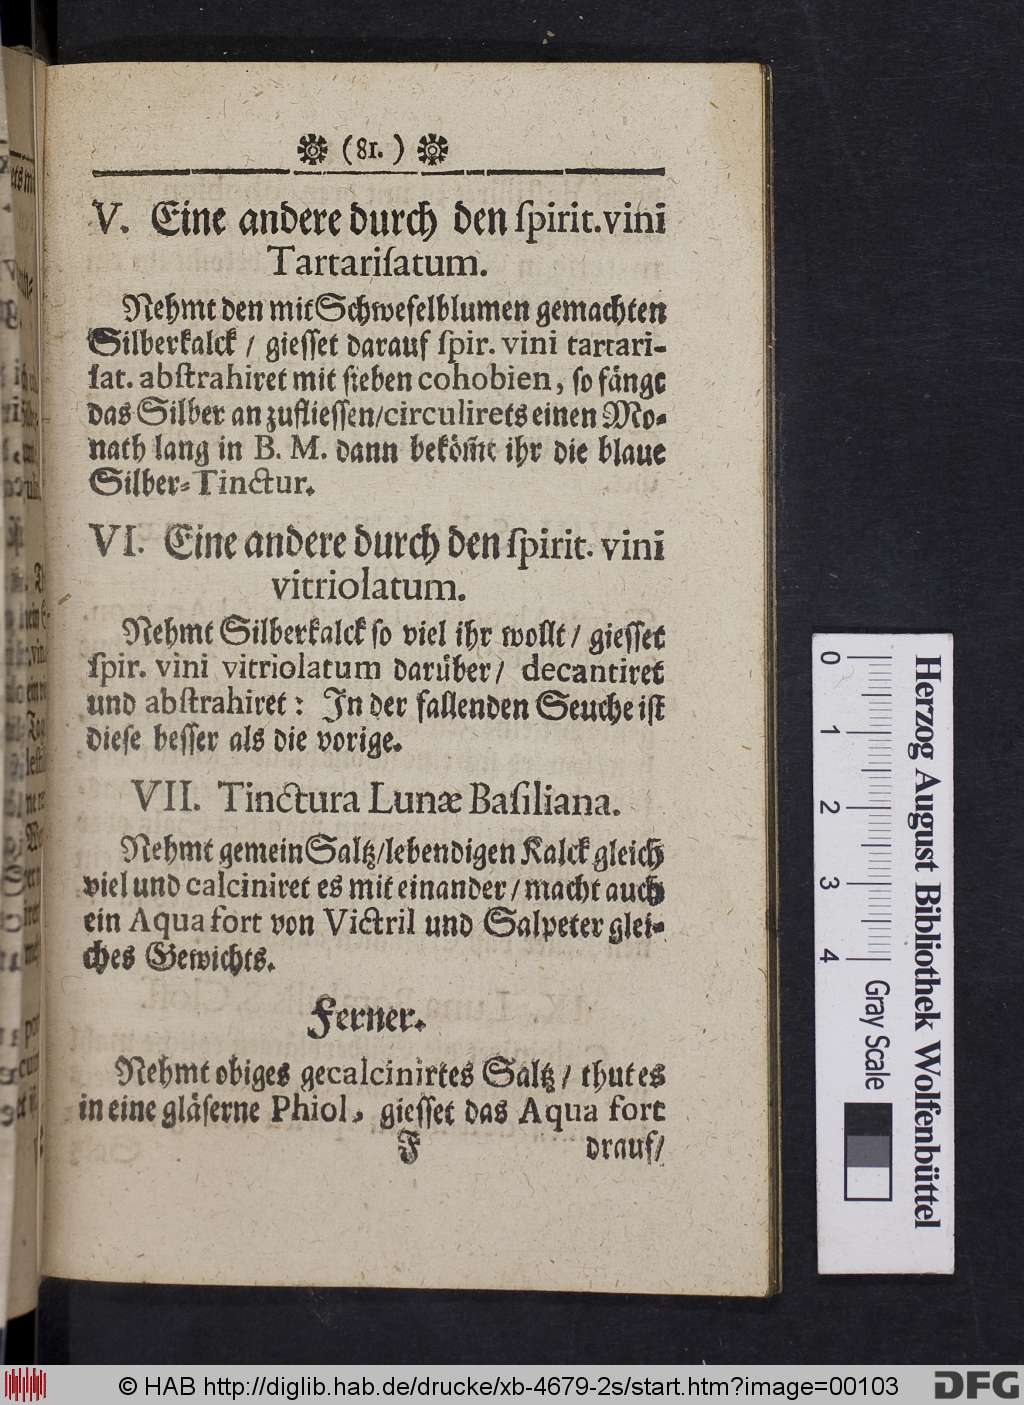 (81.)
V. Eine andere durch den ſpirit. vini
Tartariſatum.
Nehmt den mit Schwefelblumen gemachten
Silberkalck / gieſſet darauf ſpir. vini tartari-
ſat. abſtrahiret mit ſieben cohobien, ſo fängt
das Silber an zuflieſſen/circulirets einen Mo-
nath lang in B. M. dann bekom̃t ihr die blaue
Silber-Tinctur.
VI. Eine andere durch den ſpirit. vini
vitriolatum.
Nehmt Silberkalck ſo viel ihr wollt / gieſſet
ſpir. vini vitriolatum darüber / decantiret
und abſtrahiret: In der fallenden Seuche iſt
dieſe beſſer als die vorige.
VII. Tinctura Lunæ Baſiliana.
Nehmt gemein Saltz/lebendigen Kalck gleich
viel und calciniret es mit einander / macht auch
ein Aqua fort von Victril und Salpeter glei-
ches Gewichts.
Ferner.
Nehmt obiges gecalcinirtes Saltz / thut es
in eine gläſerne Phiol, gieſſet das Aqua fort
F drauf/
0 1 2 3 4
Gray Scale
Herzog August Bibliothek Wolfenbüttel
© HAB http://diglib.hab.de/drucke/xb-4679-2s/start.htm?image=00103
DFG